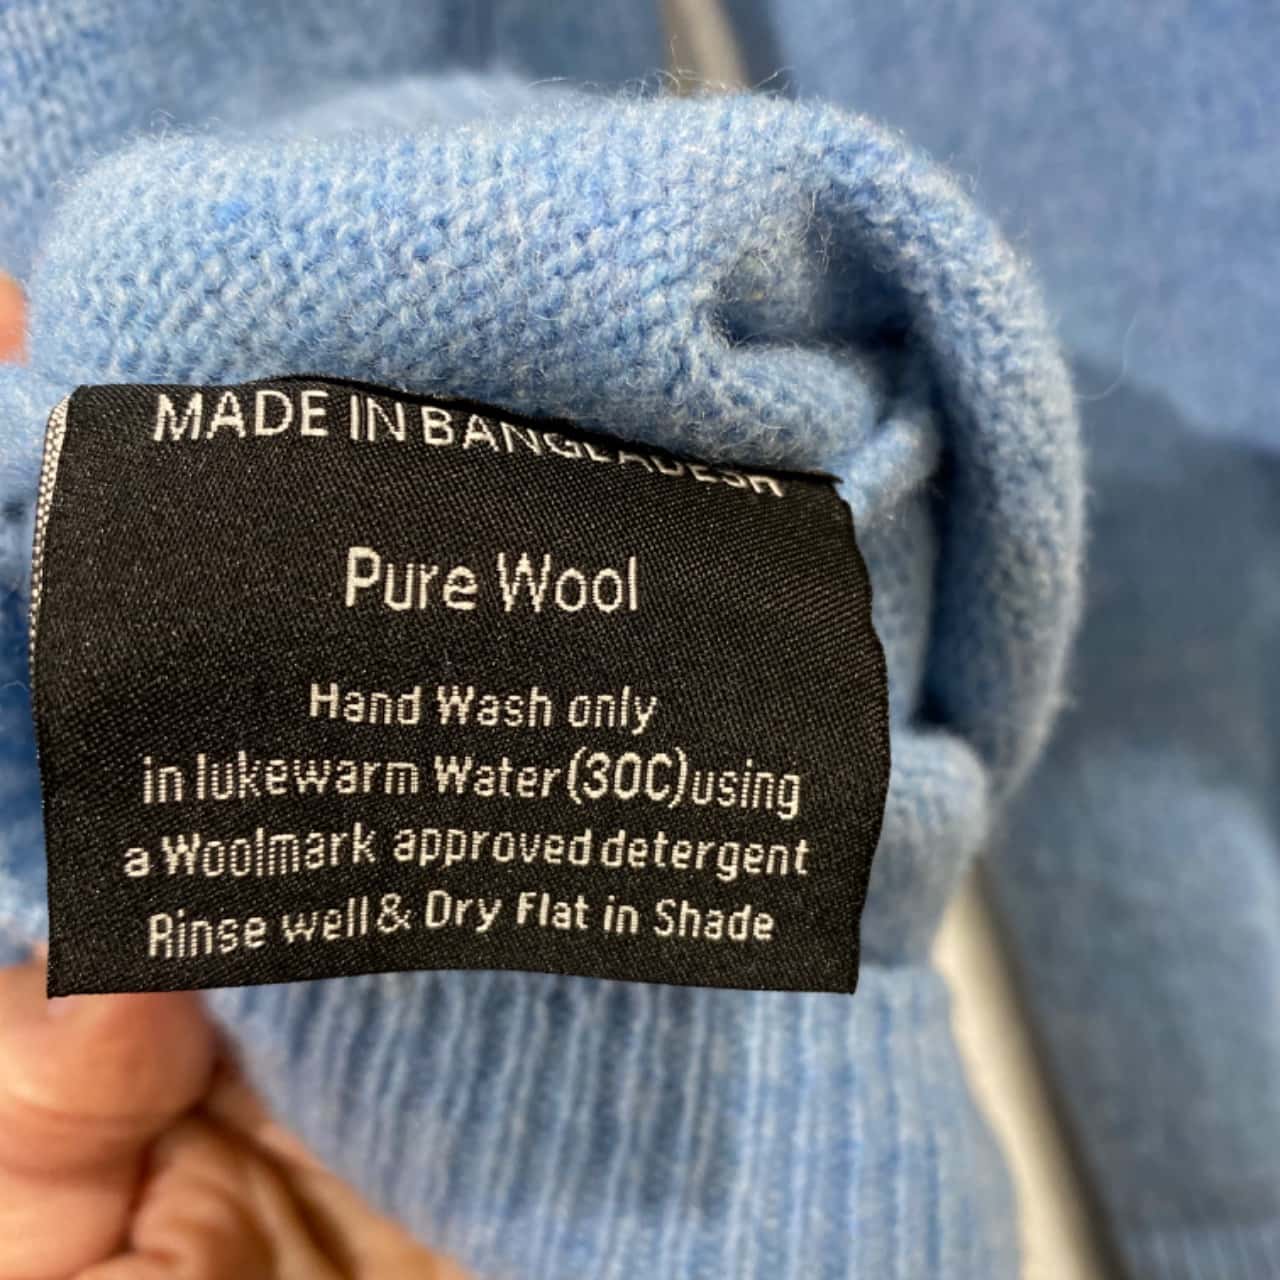 MADE IN BANGLADESH
Pure Wool
Hand Wash only
in lukewarm Water (30C) using
a Woolmark approved detergent
Rinse well & Dry Flat in Shade